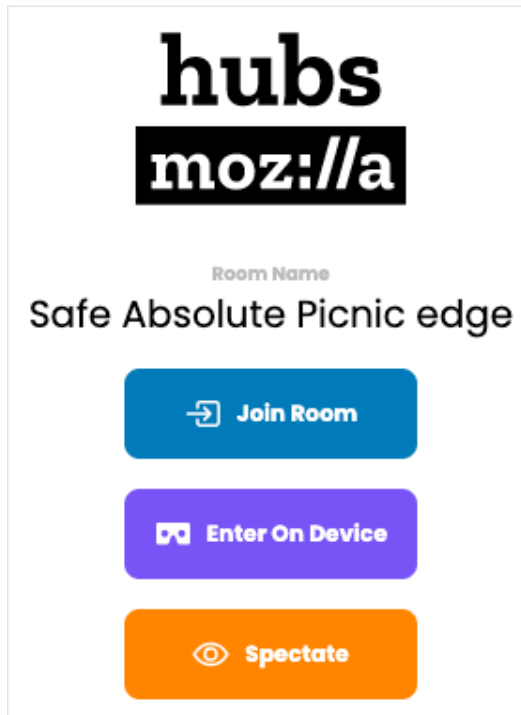 hubs
moz://a
Room Name
Safe Absolute Picnic edge
Join Room
Enter On Device
Spectate